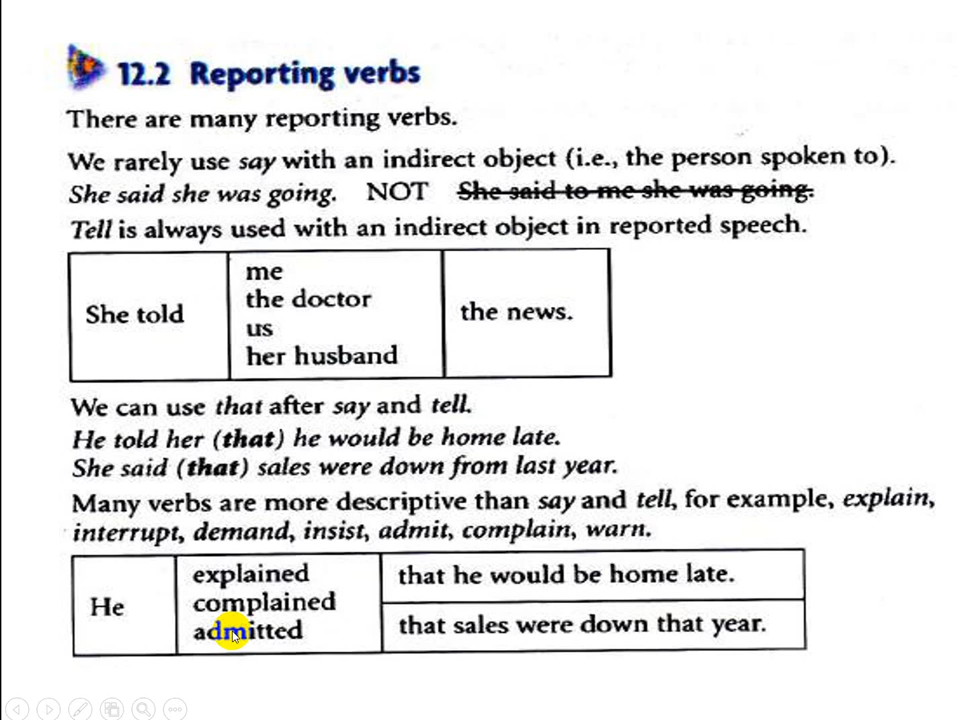 12.2 Reporting verbs
There are many reporting verbs.
We rarely use say with an indirect object (i.e., the person spoken to).
She said she was going. NOT She said to me she was going.
Tell is always used with an indirect object in reported speech.
She told
me
the doctor
us
her husband
the news.
We can use that after say and tell.
He told her (that) he would be home late.
She said (that) sales were down from last year.
Many verbs are more descriptive than say and tell, for example, explain,
interrupt, demand, insist, admit, complain, warn.
He
explained
complained
admitted
that he would be home late.
that sales were down that year.